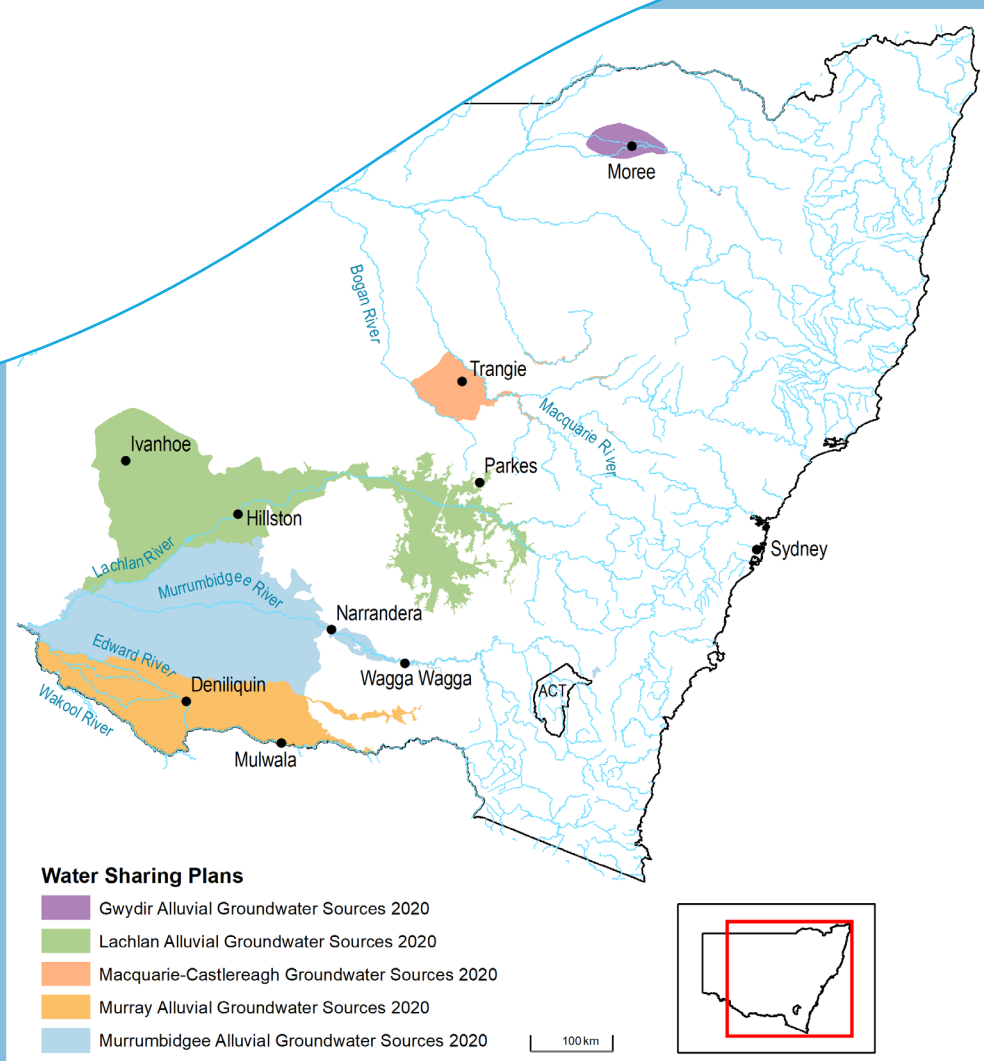 Moree
Bogan River
Trangie
Macquarie River
Ivanhoe
Parkes
Hillston
Sydney
Lachlan River
Murrumbidgee River
Narrandera
Edward River
Wagga Wagga
Deniliquin
ACT
Wakool River
Mulwala
Water Sharing Plans
Gwydir Alluvial Groundwater Sources 2020
Lachlan Alluvial Groundwater Sources 2020
Macquarie-Castlereagh Groundwater Sources 2020
Murray Alluvial Groundwater Sources 2020
Murrumbidgee Alluvial Groundwater Sources 2020
100 km